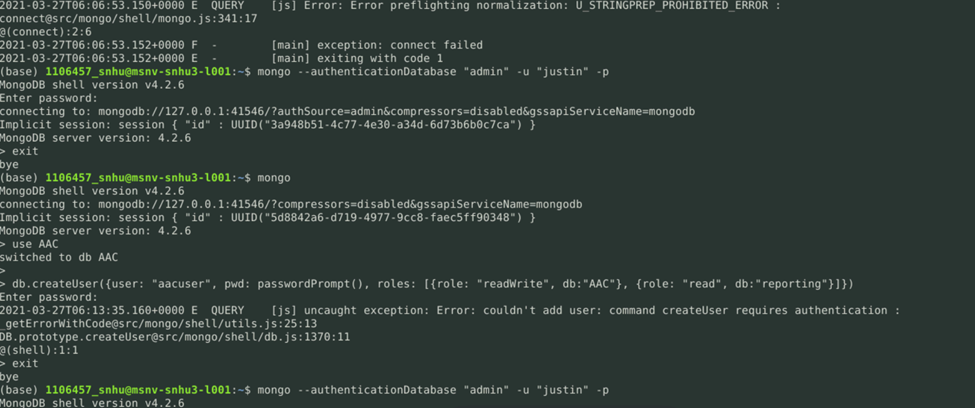 2021-03-27T06:06:53.150+0000 E  QUERY    [js] Error: Error preflighting normalization: U_STRINGPREP_PROHIBITED_ERROR :
connect@src/mongo/shell/mongo.js:341:17
@(connect):2:6
2021-03-27T06:06:53.152+0000 F  -        [main] exception: connect failed
2021-03-27T06:06:53.152+0000 E  -        [main] exiting with code 1
(base) 1106457_snhu@msnv-snhu3-l001:~$ mongo --authenticationDatabase "admin" -u "justin" -p
MongoDB shell version v4.2.6
Enter password:
connecting to: mongodb://127.0.0.1:41546/?authSource=admin&compressors=disabled&gssapiServiceName=mongodb
Implicit session: session { "id" : UUID("3a948b51-4c77-4e30-a34d-6d73b6b0c7ca") }
MongoDB server version: 4.2.6
> exit
bye
(base) 1106457_snhu@msnv-snhu3-l001:~$ mongo
MongoDB shell version v4.2.6
connecting to: mongodb://127.0.0.1:41546/?compressors=disabled&gssapiServiceName=mongodb
Implicit session: session { "id" : UUID("5d8842a6-d719-4977-9cc8-faec5ff90348") }
MongoDB server version: 4.2.6
> use AAC
switched to db AAC
>
> db.createUser({user: "aacuser", pwd: passwordPrompt(), roles: [{role: "readWrite", db:"AAC"}, {role: "read", db:"reporting"}]})
Enter password:
2021-03-27T06:13:35.160+0000 E  QUERY    [js] uncaught exception: Error: couldn't add user: command createUser requires authentication :
_getErrorWithCode@src/mongo/shell/utils.js:25:13
DB.prototype.createUser@src/mongo/shell/db.js:1370:11
@(shell):1:1
> exit
bye
(base) 1106457_snhu@msnv-snhu3-l001:~$ mongo --authenticationDatabase "admin" -u "justin" -p
MongoDB shell version v4.2.6